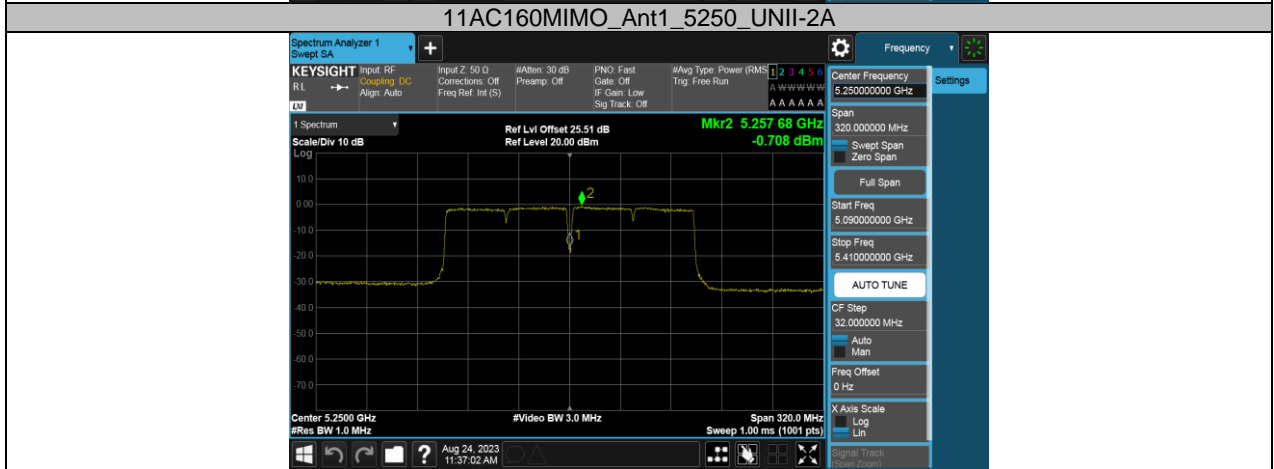 11AC160MIMO_Ant1_5250_UNII-2A
Spectrum Analyzer 1
Swept SA
+
Frequency
KEYSIGHT Input: RF
RL
Coupling: DC
Align: Auto
LXI
Input Z: 50 Ω
Corrections: Off
Freq Ref: Int (S)
#Atten: 30 dB
Preamp: Off
PNO: Fast
Gate: Off
IF Gain: Low
Sig Track: Off
#Avg Type: Power (RMS
Trig: Free Run
1 2 3 4 5 6
A W W W W W
A A A A A A
1 Spectrum
Scale/Div 10 dB
Log
Ref Lvl Offset 25.51 dB
Ref Level 20.00 dBm
Mkr2 5.257 68 GHz
-0.708 dBm
10.0
0.00
-10.0
-20.0
-30.0
-40.0
-50.0
-60.0
-70.0
2
1
Center 5.2500 GHz
#Res BW 1.0 MHz
#Video BW 3.0 MHz
Span 320.0 MHz
Sweep 1.00 ms (1001 pts)
Center Frequency
5.250000000 GHz
Settings
Span
320.000000 MHz
Swept Span
Zero Span
Full Span
Start Freq
5.090000000 GHz
Stop Freq
5.410000000 GHz
AUTO TUNE
CF Step
32.000000 MHz
Auto
Man
Freq Offset
0 Hz
X Axis Scale
Log
Lin
Signal Track
(Span Zoom)
?
Aug 24, 2023
11:37:02 AM